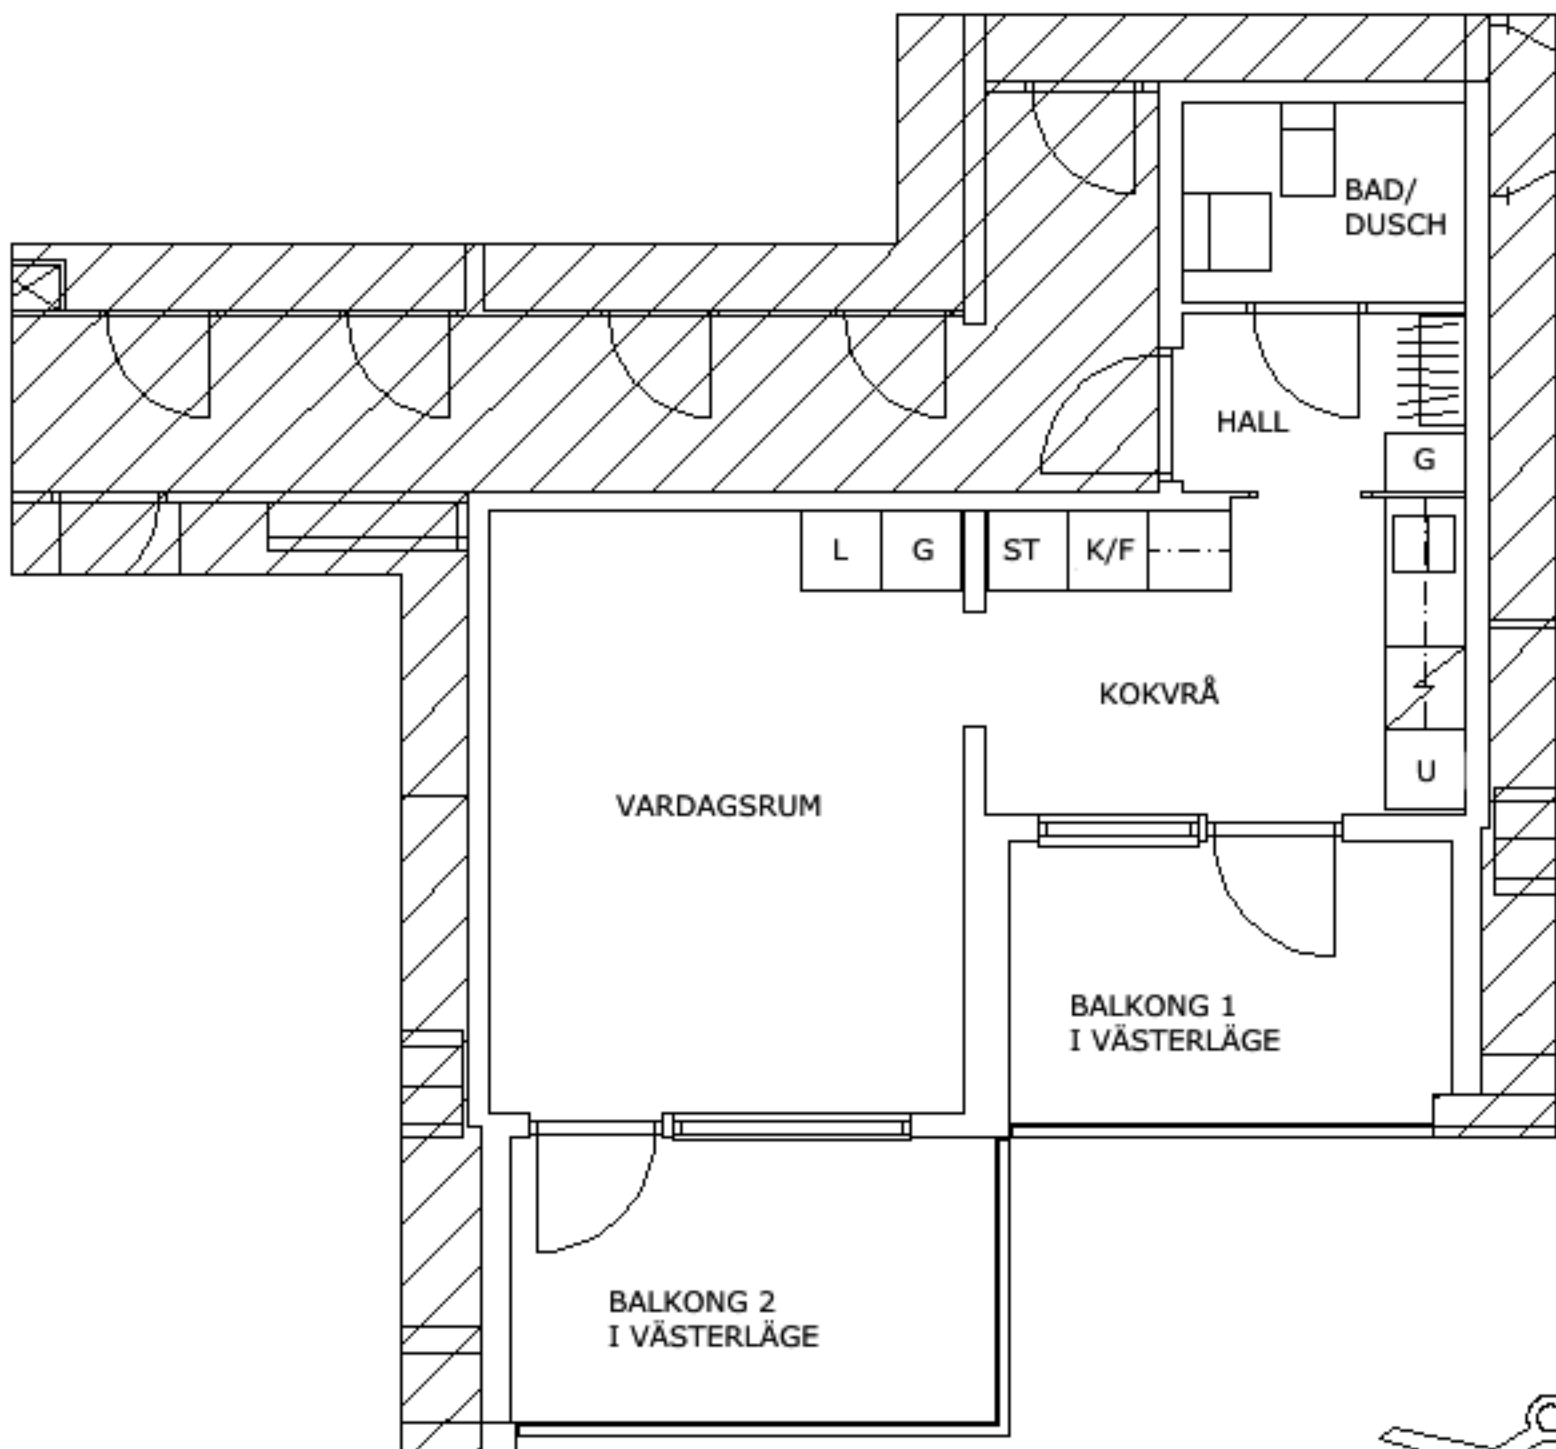 BAD/
DUSCH
HALL
G
L
G
ST
K/F
KOKVRÅ
U
VARDAGSRUM
BALKONG 1
I VÄSTERLÄGE
BALKONG 2
I VÄSTERLÄGE